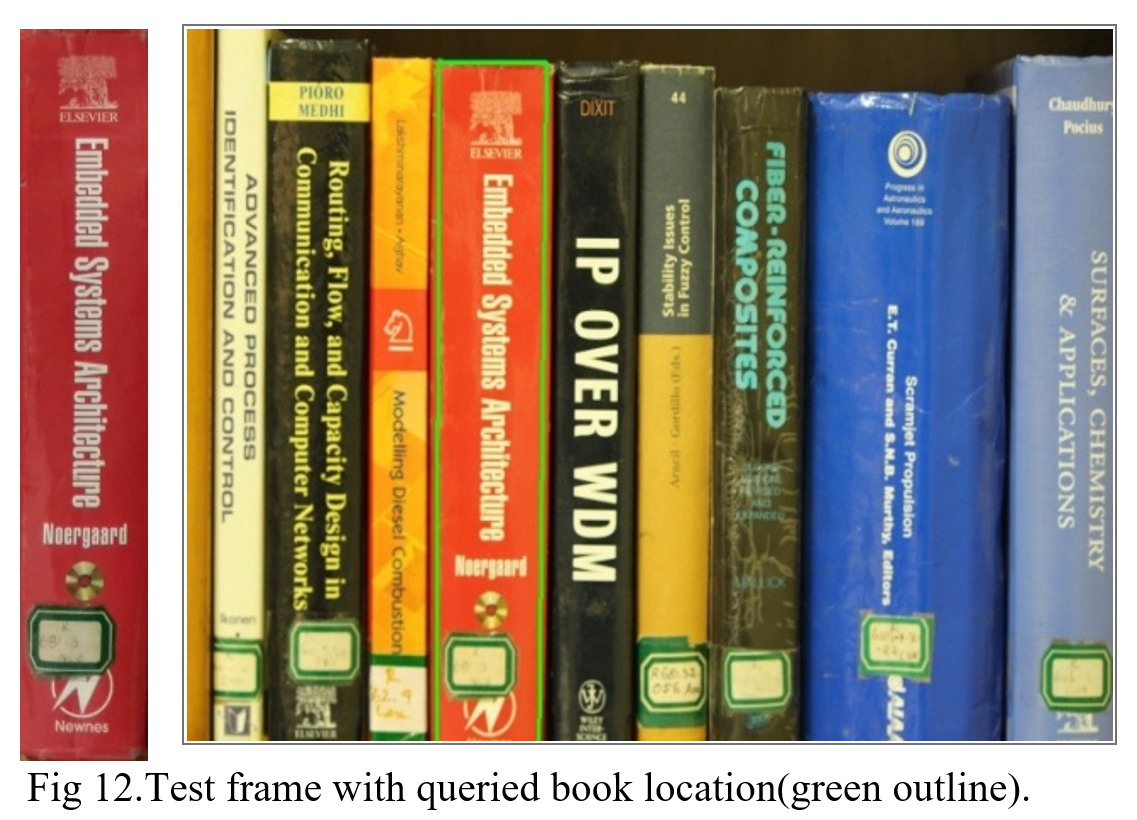 ELSEVIER
Embedded Systems Architecture
Noergaard
Newnes
ADVANCED PROCESS
IDENTIFICATION AND CONTROL
Ikonen
PIÓRO
MEDHI
Routing, Flow, and Capacity Design in
Communication and Computer Networks
ELSEVIER
Lakshminarayanan • Aghav
Modelling Diesel Combustion
ELSEVIER
Embedded Systems Architecture
Noergaard
DIXIT
IP OVER WDM
WILEY
INTER-
SCIENCE
44
Stability Issues
in Fuzzy Control
Aracil · Gordillo (Eds.)
FIBER-REINFORCED
COMPOSITES
MALLICK
Progress in
Astronautics
and Aeronautics
Volume 189
Scramjet Propulsion
E.T. Curran and S.N.B. Murthy, Editors
Chaudhury
Pocius
SURFACES, CHEMISTRY
& APPLICATIONS
Fig 12.Test frame with queried book location(green outline).